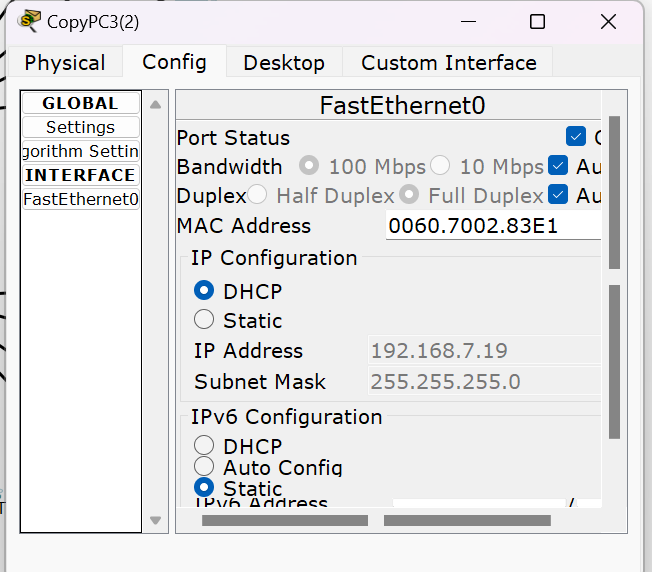 CopyPC3(2)
Physical Config Desktop Custom Interface
GLOBAL
Settings
gorithm Settin
INTERFACE
FastEthernet0
FastEthernet0
Port Status
Bandwidth 100 Mbps 10 Mbps Au
Duplex Half Duplex Full Duplex Au
MAC Address 0060.7002.83E1
IP Configuration
DHCP
Static
IP Address 192.168.7.19
Subnet Mask 255.255.255.0
IPv6 Configuration
DHCP
Auto Config
Static
IPv6 Address /